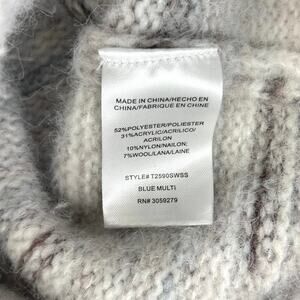 MADE IN CHINA/HECHO EN
CHINA/FABRIQUE EN CHINE
52%POLYESTER/POLIESTER
31%ACRYLIC/ACRILICO/
ACRILON
10%NYLON/NAILON;
7%WOOL/LANA/LAINE
STYLE# T2590SWSS
BLUE MULTI
RN# 3059279